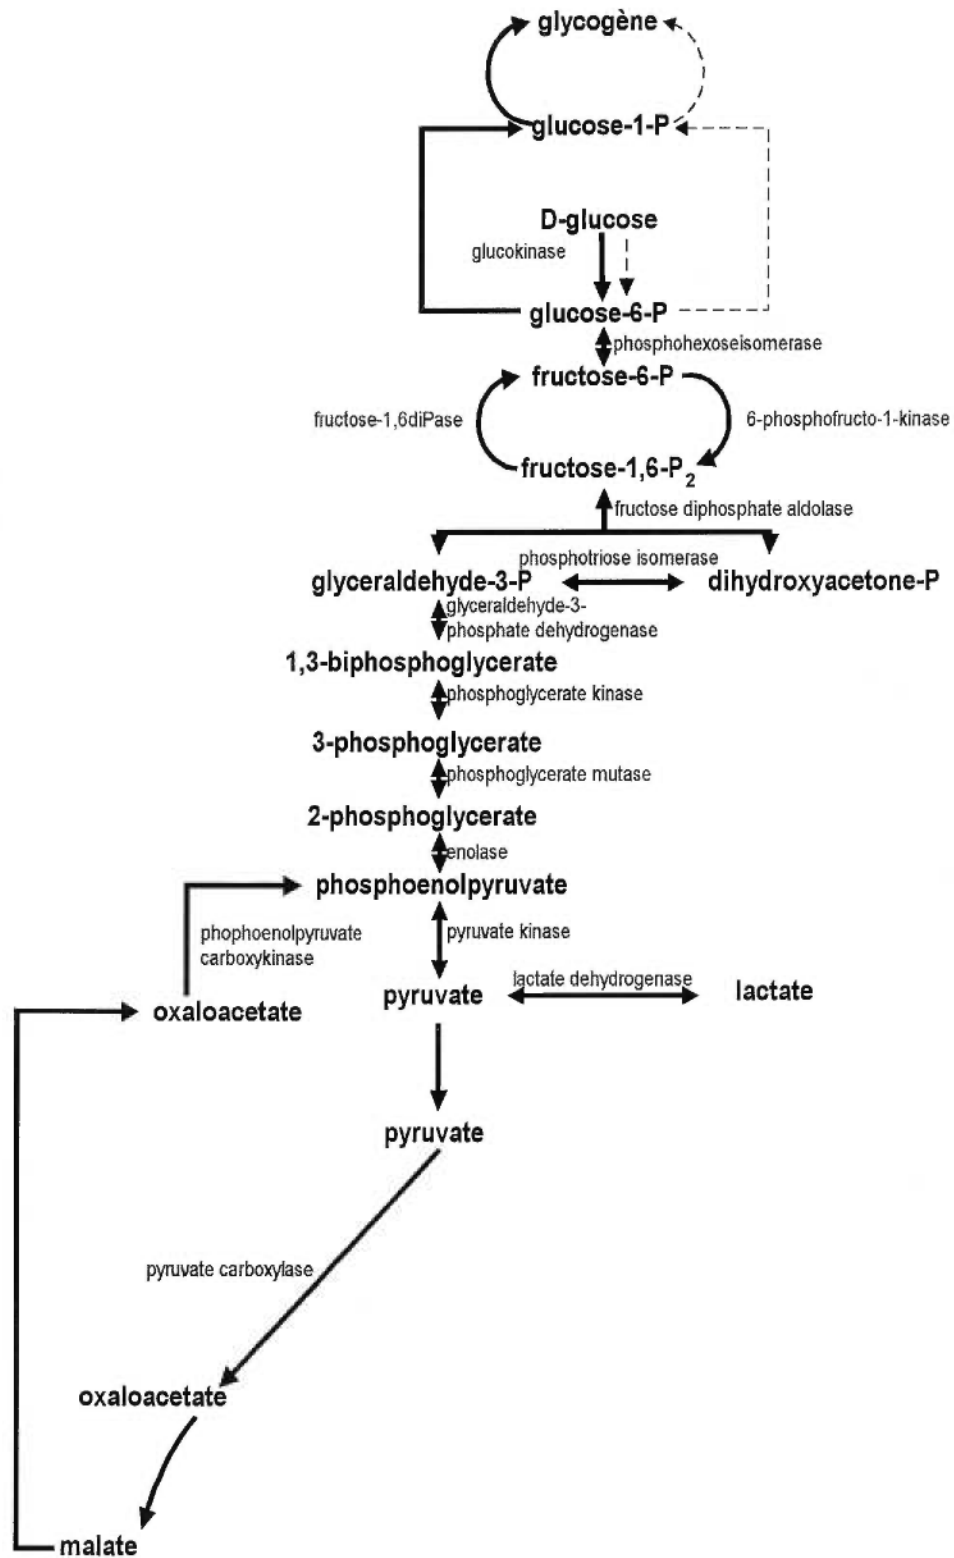 glycogène
glucose-1-P
D-glucose
glucokinase
glucose-6-P
phosphohexoseisomerase
fructose-6-P
fructose-1,6diPase
6-phosphofructo-1-kinase
fructose-1,6-P2
fructose diphosphate aldolase
phosphotriose isomerase
glyceraldehyde-3-P
dihydroxyacetone-P
glyceraldehyde-3-
phosphate dehydrogenase
1,3-biphosphoglycerate
phosphoglycerate kinase
3-phosphoglycerate
phosphoglycerate mutase
2-phosphoglycerate
enolase
phosphoenolpyruvate
phophoenolpyruvate
carboxykinase
pyruvate kinase
lactate dehydrogenase
pyruvate
lactate
oxaloacetate
pyruvate
pyruvate carboxylase
oxaloacetate
malate